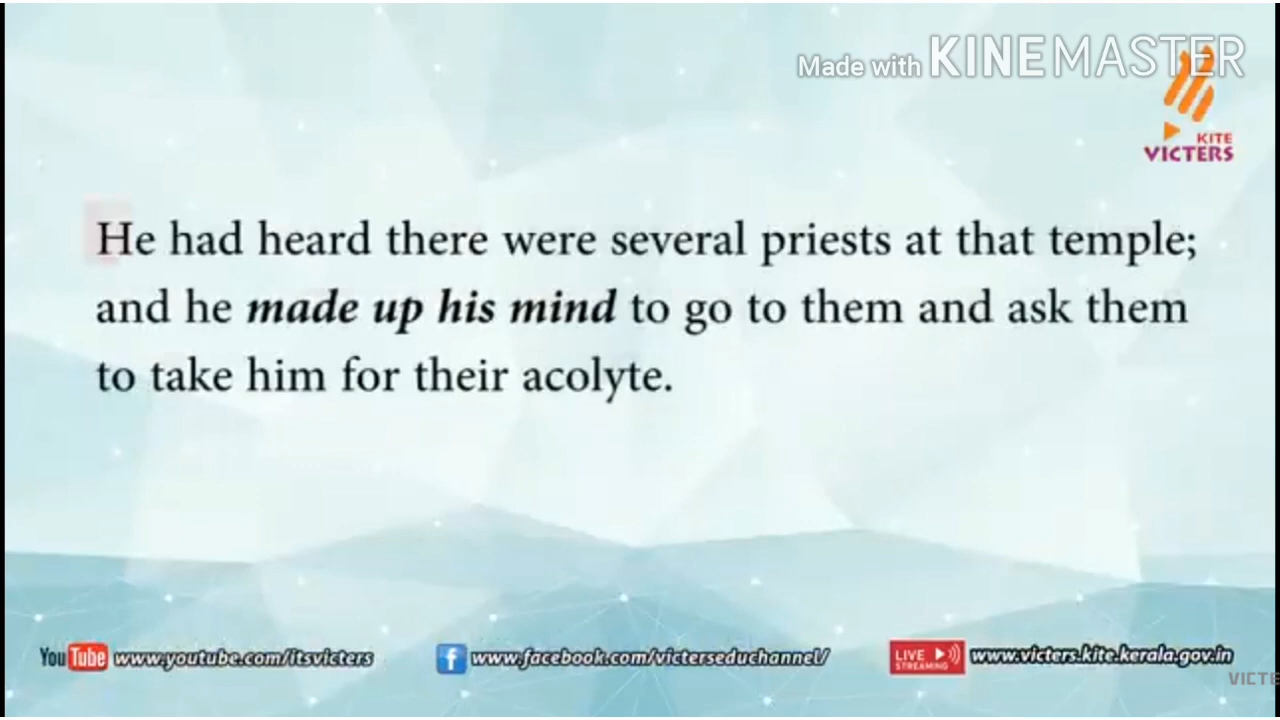 Made with KINEMASTER
KITE
VICTERS
He had heard there were several priests at that temple;
and he made up his mind to go to them and ask them
to take him for their acolyte.
YouTube www.youtube.com/itsvicters
www.facebook.com/victerseduchannel/
LIVE STREAMING www.victers.kite.kerala.gov.in
VICTE